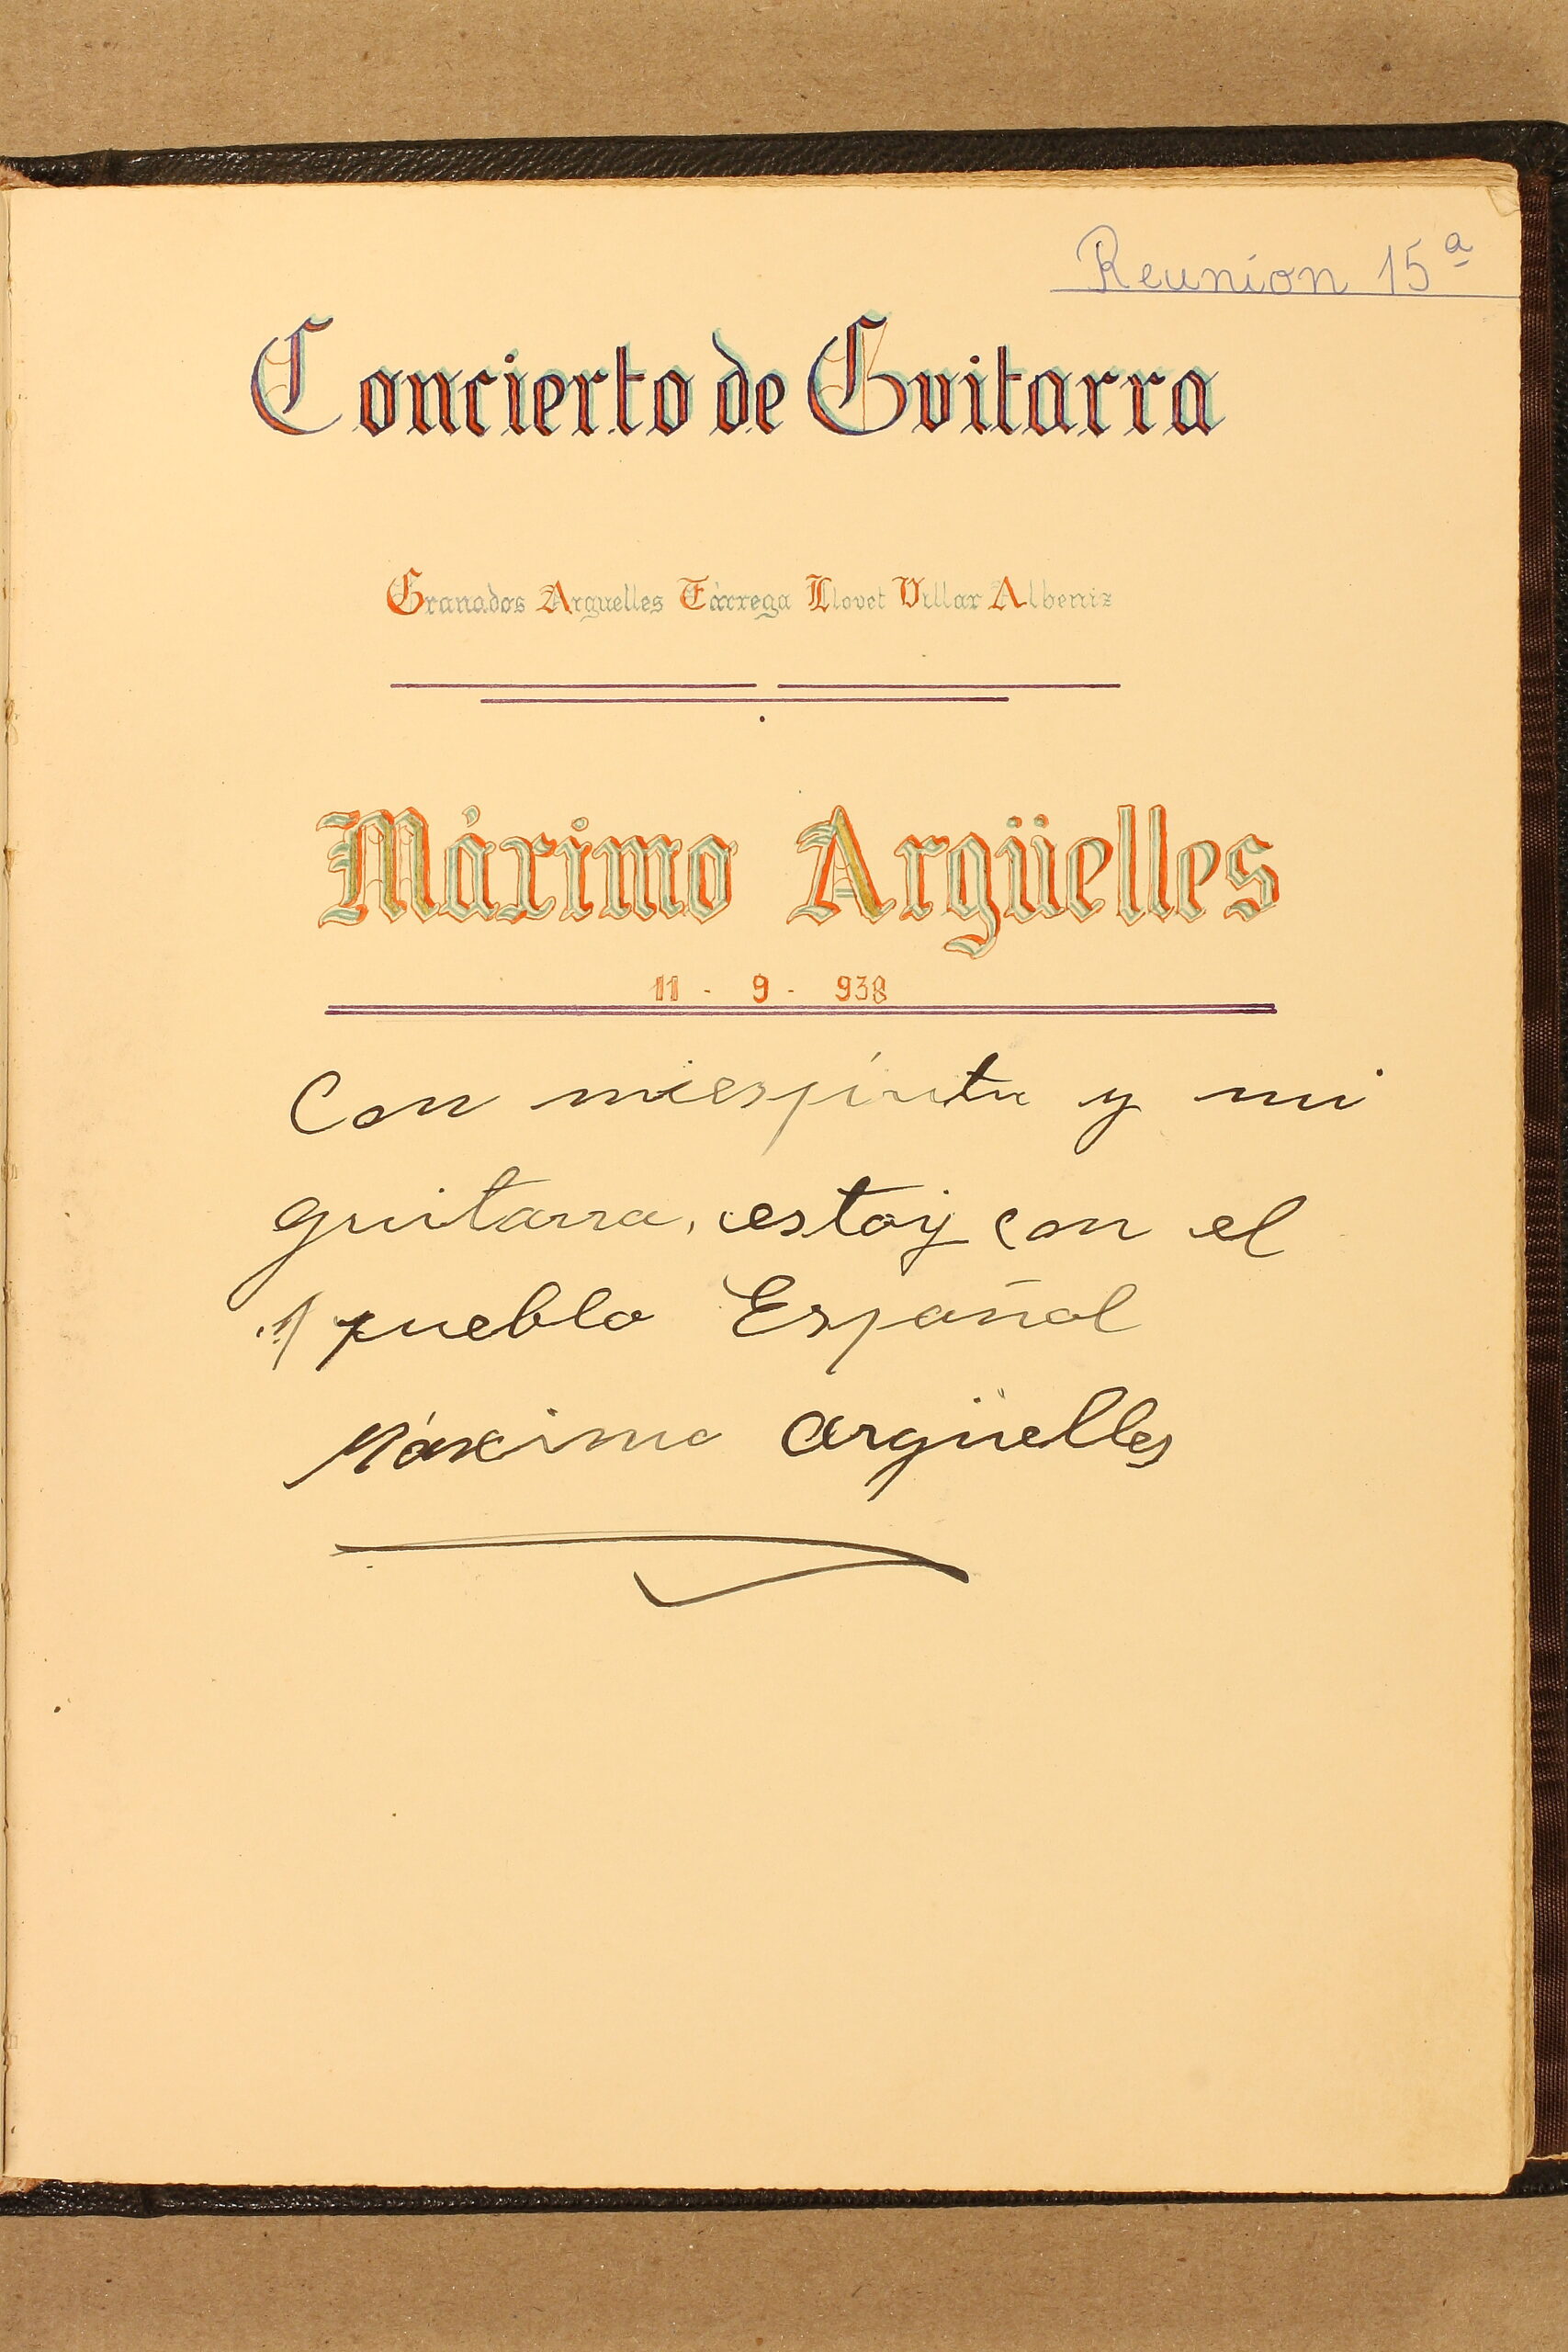 Reunion 15ª
Concierto de Gvitarra
Granados Arguelles Tárrega Llovet Villar Albeniz
Máximo Argüelles
11 - 9 - 938
Con mi espíritu y mi
guitarra, estoy con el
pueblo Español
Máximo Argüelles